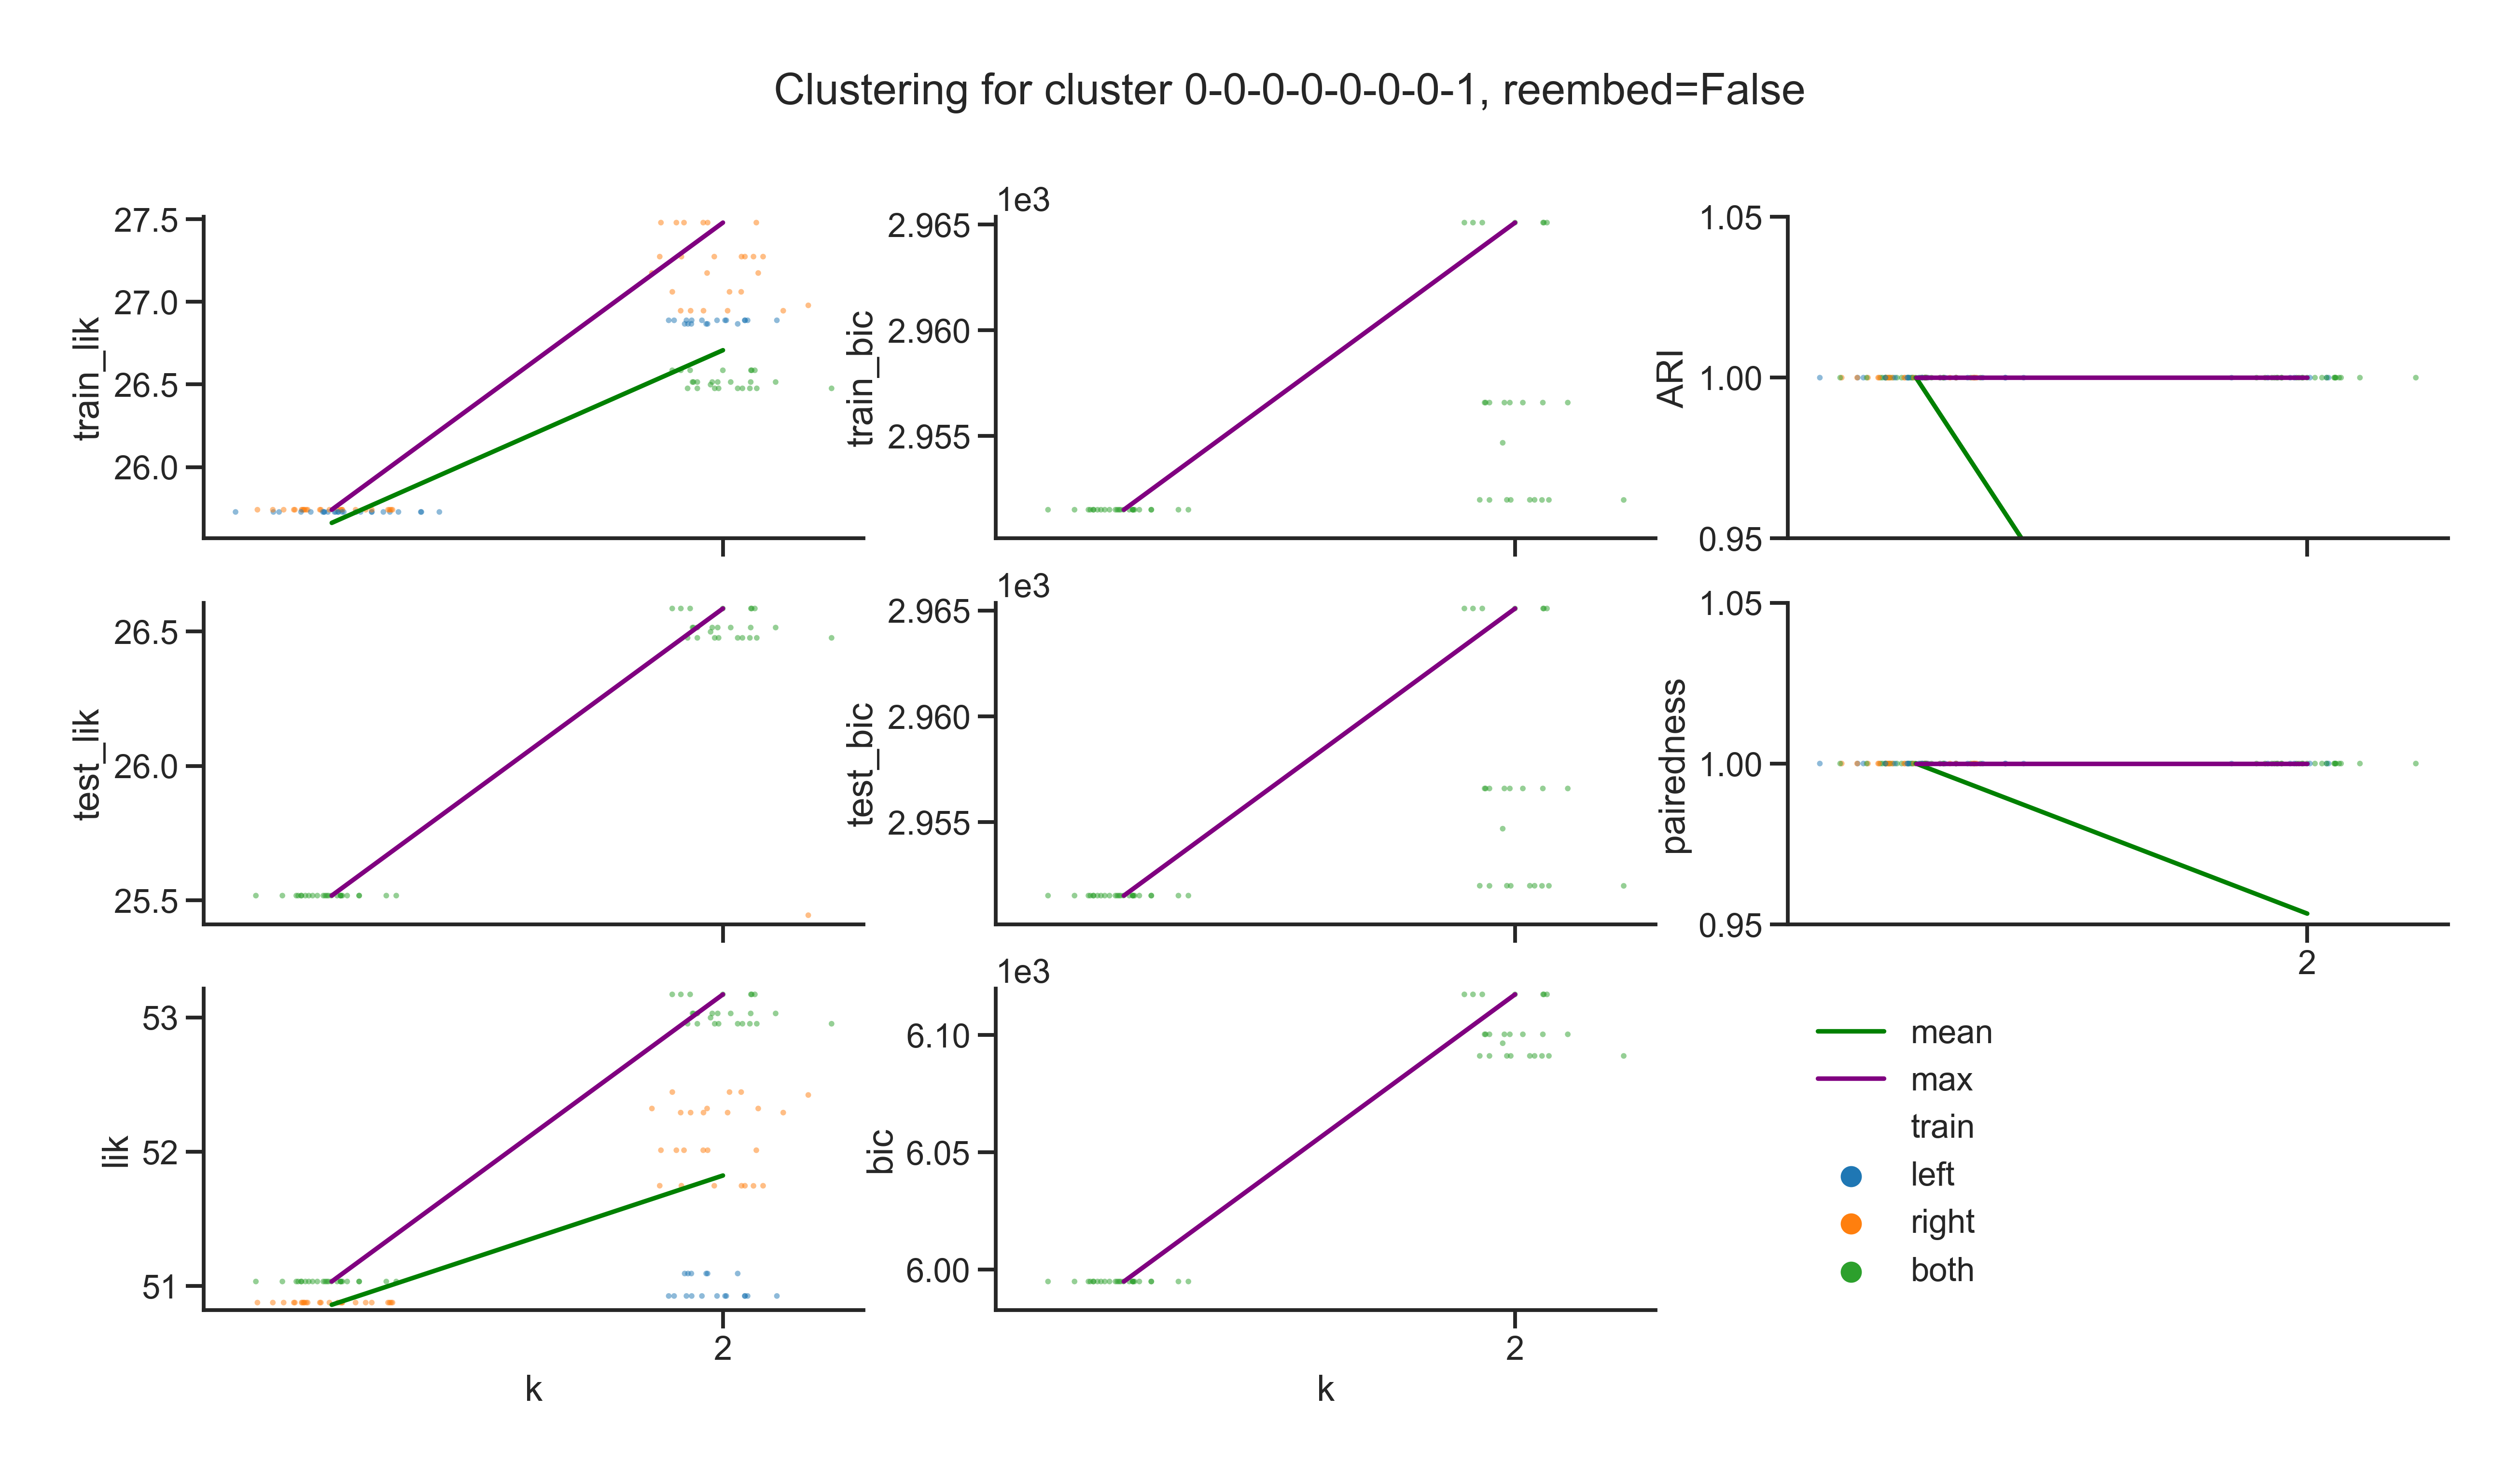 Clustering for cluster 0-0-0-0-0-0-0-1, reembed=False
train_lik
27.5
27.0
26.5
26.0
1e3
train_bic
2.965
2.960
2.955
ARI
1.05
1.00
0.95
test_lik
26.5
26.0
25.5
1e3
test_bic
2.965
2.960
2.955
pairedness
1.05
1.00
0.95
2
lik
53
52
51
2
k
1e3
bic
6.10
6.05
6.00
2
k
mean
max
train
left
right
both